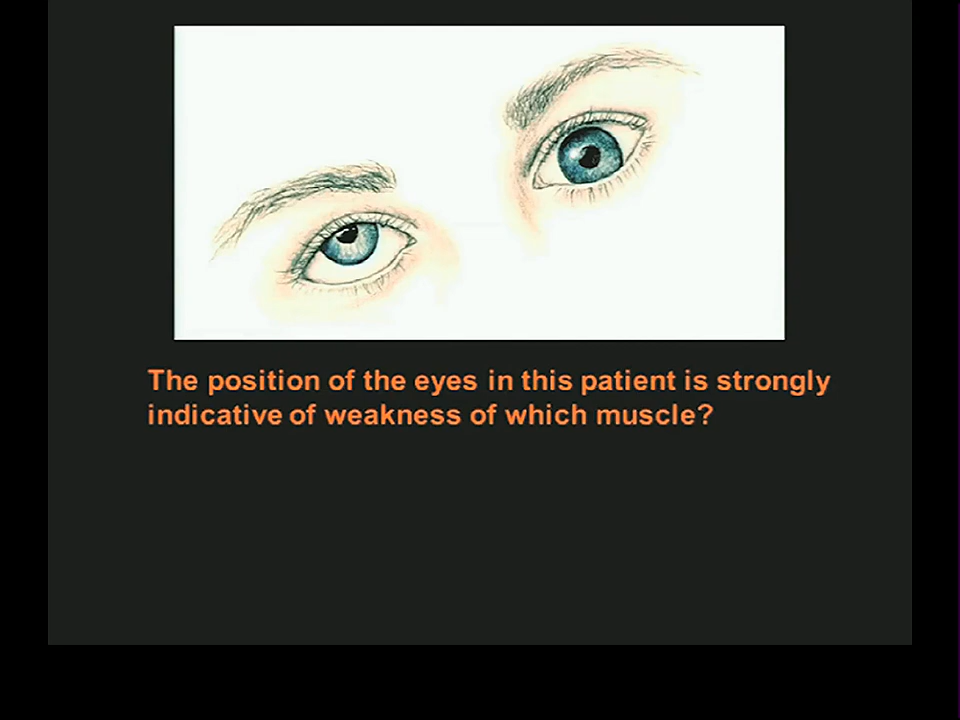 The position of the eyes in this patient is strongly
indicative of weakness of which muscle?